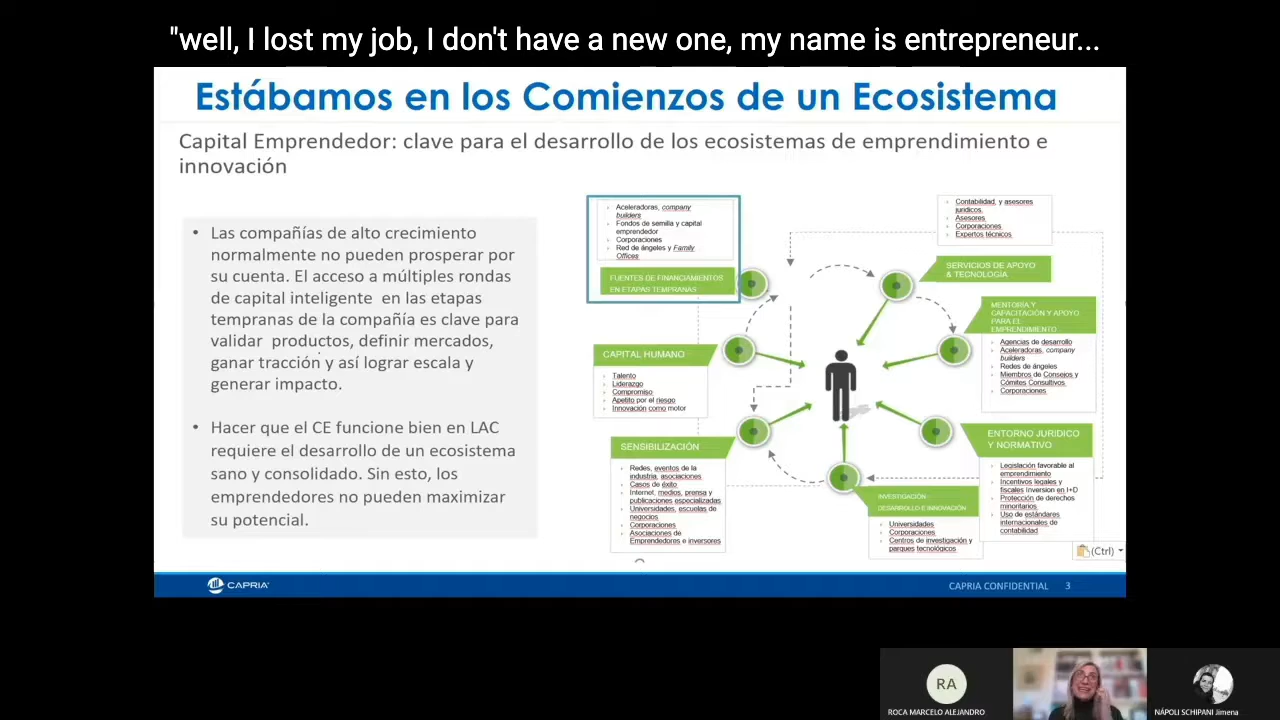 "well, I lost my job, I don't have a new one, my name is entrepreneur...
Estábamos en los Comienzos de un Ecosistema
Capital Emprendedor: clave para el desarrollo de los ecosistemas de emprendimiento e
innovación
• Las compañías de alto crecimiento
normalmente no pueden prosperar por
su cuenta. El acceso a múltiples rondas
de capital inteligente en las etapas
tempranas de la compañía es clave para
validar productos, definir mercados,
ganar tracción y así lograr escala y
generar impacto.
• Hacer que el CE funcione bien en LAC
requiere el desarrollo de un ecosistema
sano y consolidado. Sin esto, los
emprendedores no pueden maximizar
su potencial.
Aceleradoras, company
builders
Fondos de semilla y capital
emprendedor
Corporaciones
Red de ángeles y Family
Offices
FUENTES DE FINANCIAMIENTOS
EN ETAPAS TEMPRANAS
Contabilidad, y asesores
jurídicos,
Asesores
Corporaciones
Expertos técnicos
SERVICIOS DE APOYO
& TECNOLOGIA
MENTORÍA Y
CAPACITACIÓN Y APOYO
PARA EL
EMPRENDIMIENTO
Agencias de desarrollo
Aceleradoras, company
builders
Redes de ángeles
Miembros de Consejos y
Cómites Consultivos
Corporaciones
CAPITAL HUMANO
Talento
Liderazgo
Compromiso
Apetito por el riesgo
Innovación como motor
SENSIBILIZACIÓN
Redes, eventos de la
industria, asociaciones
Casos de éxito
Internet, medios, prensa y
publicaciones especializadas
Universidades, escuelas de
negocios
Corporaciones
Asociaciones de
Emprendedores e inversores
ENTORNO JURIDICO
Y NORMATIVO
Legislación favorable al
emprendimiento
Incentivos legales y
fiscales Inversion en I+D
Protección de derechos
minoritarios
Uso de estándares
internacionales de
contabilidad
INVESTIGACIÓN
DESARROLLO E INNOVACIÓN
Universidades
Corporaciones
Centros de investigación y
parques tecnológicos
(Ctrl)
CAPRIA
CAPRIA CONFIDENTIAL 3
RA
ROCA MARCELO ALEJANDRO
NÁPOLI SCHIPANI Jimena